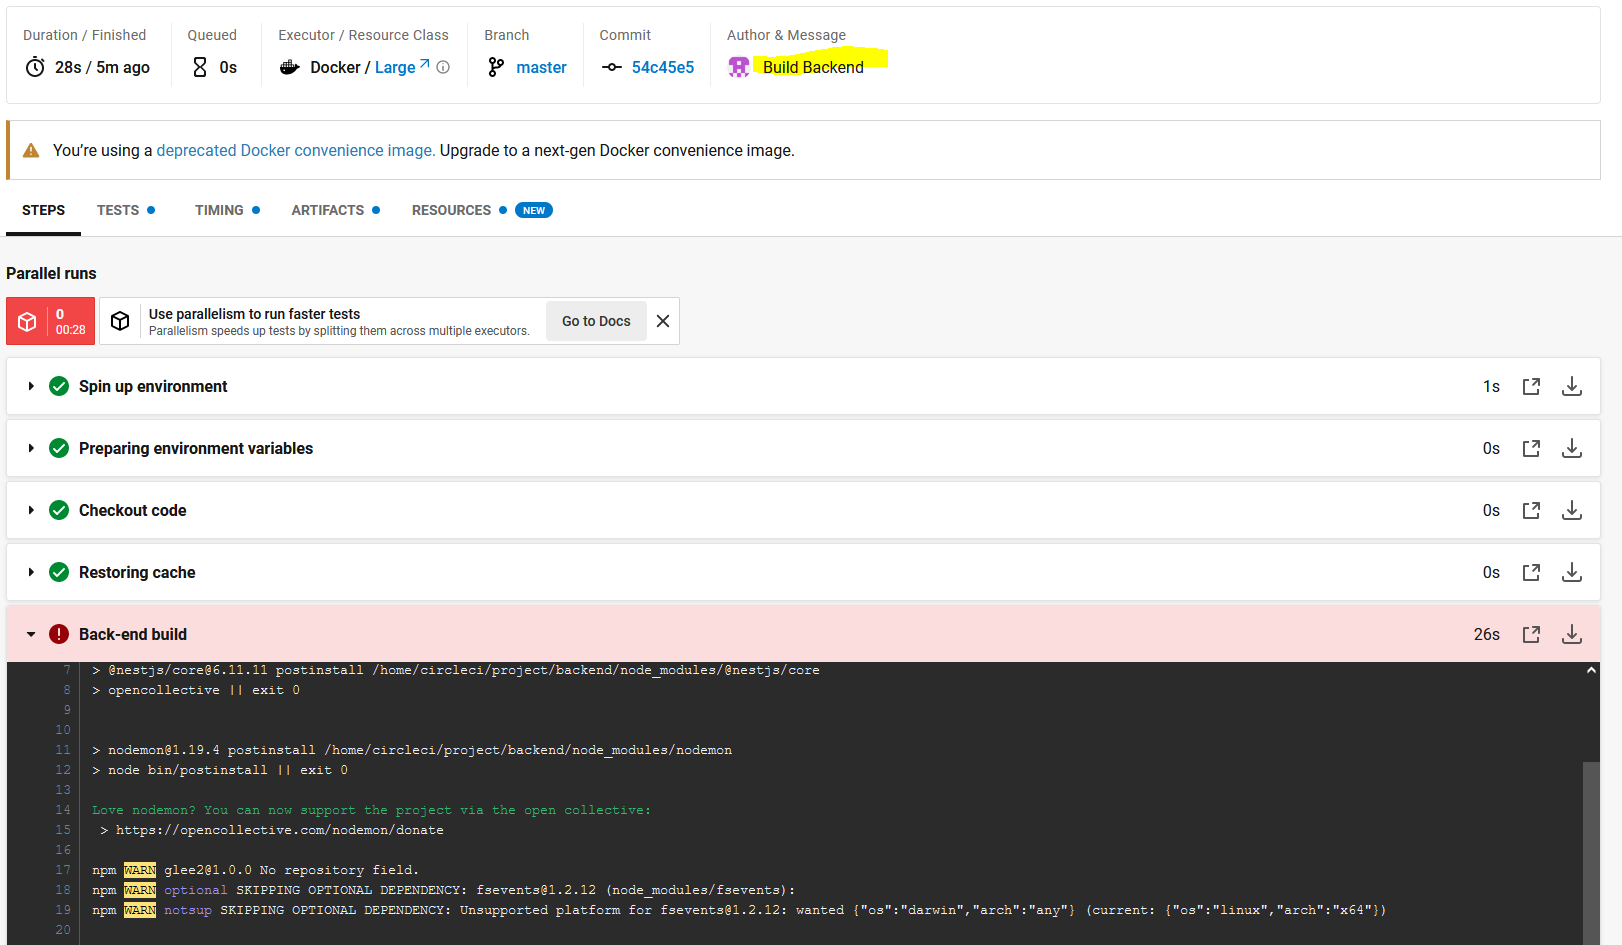 Duration / Finished
28s / 5m ago
Queued
0s
Executor / Resource Class
Docker / Large
Branch
master
Commit
54c45e5
Author & Message
Build Backend
You're using a deprecated Docker convenience image. Upgrade to a next-gen Docker convenience image.
STEPS TESTS TIMING ARTIFACTS RESOURCES NEW
Parallel runs
0
00:28
Use parallelism to run faster tests
Parallelism speeds up tests by splitting them across multiple executors.
Go to Docs
Spin up environment 1s
Preparing environment variables 0s
Checkout code 0s
Restoring cache 0s
Back-end build 26s
7 > @nestjs/core@6.11.11 postinstall /home/circleci/project/backend/node_modules/@nestjs/core
8 > opencollective || exit 0
9
10
11 > nodemon@1.19.4 postinstall /home/circleci/project/backend/node_modules/nodemon
12 > node bin/postinstall || exit 0
13
14 Love nodemon? You can now support the project via the open collective:
15 > https://opencollective.com/nodemon/donate
16
17 npm WARN glee2@1.0.0 No repository field.
18 npm WARN optional SKIPPING OPTIONAL DEPENDENCY: fsevents@1.2.12 (node_modules/fsevents):
19 npm WARN notsup SKIPPING OPTIONAL DEPENDENCY: Unsupported platform for fsevents@1.2.12: wanted {"os":"darwin","arch":"any"} (current: {"os":"linux","arch":"x64"})
20